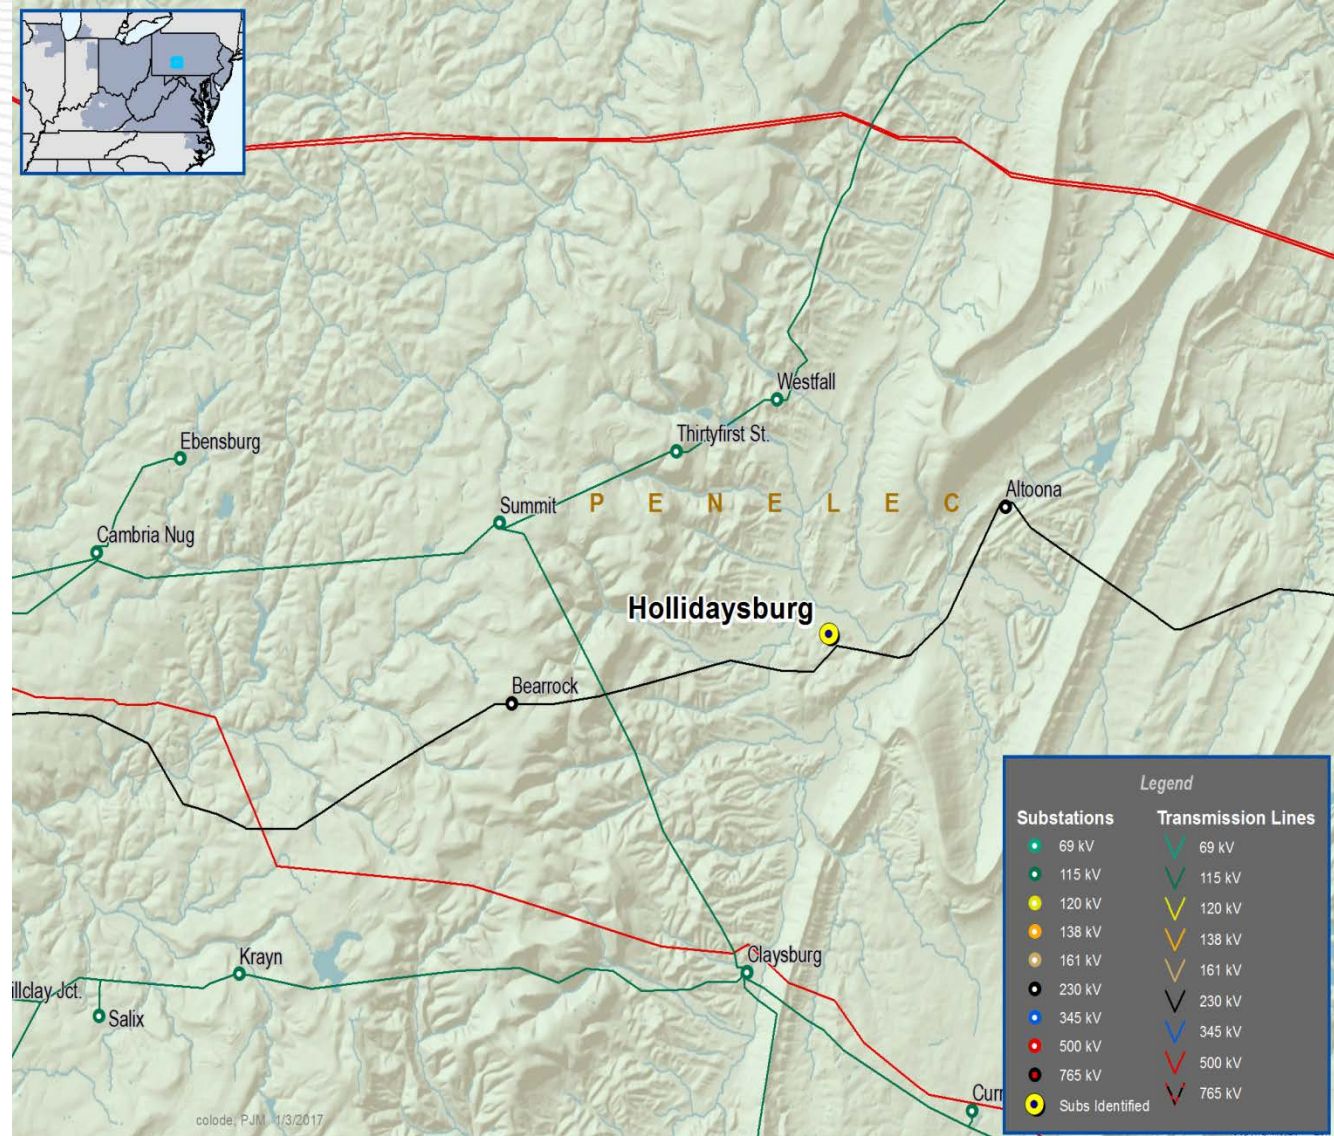 Westfall
Thirtyfirst St.
Ebensburg
Summit
PENELEC
Altoona
Cambria Nug
Hollidaysburg
Bearrock
Krayn
Claysburg
illclay Jct.
Salix
Curr
colode, PJM 1/3/2017
Legend
Substations Transmission Lines
69 kV 69 kV
115 kV 115 kV
120 kV 120 kV
138 kV 138 kV
161 kV 161 kV
230 kV 230 kV
345 kV 345 kV
500 kV 500 kV
765 kV 765 kV
Subs Identified